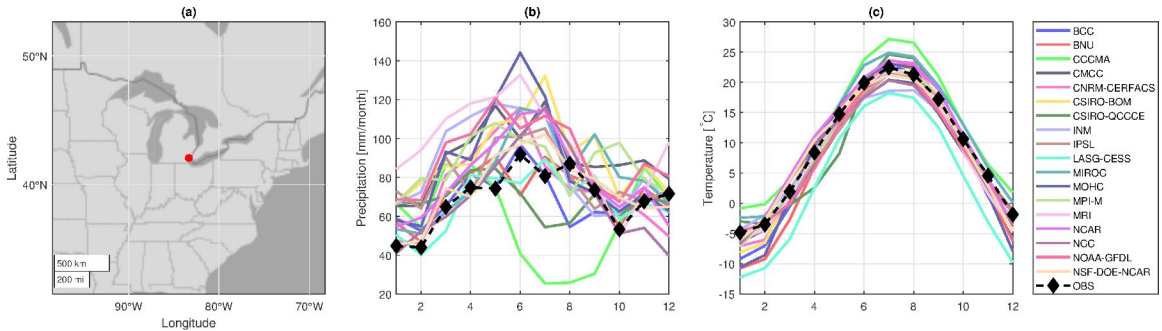 (a)
50°N
40°N
Latitude
500 km
200 mi
90°W
80°W
70°W
Longitude
(b)
160
140
120
100
80
60
40
20
Precipitation [mm/month]
2
4
6
8
10
12
(c)
30
25
20
15
10
5
0
-5
-10
-15
Temperature [°C]
2
4
6
8
10
12
BCC
BNU
CCCMA
CMCC
CNRM-CERFACS
CSIRO-BOM
CSIRO-QCCCE
INM
IPSL
LASG-CESS
MIROC
MOHC
MPI-M
MRI
NCAR
NCC
NOAA-GFDL
NSF-DOE-NCAR
OBS